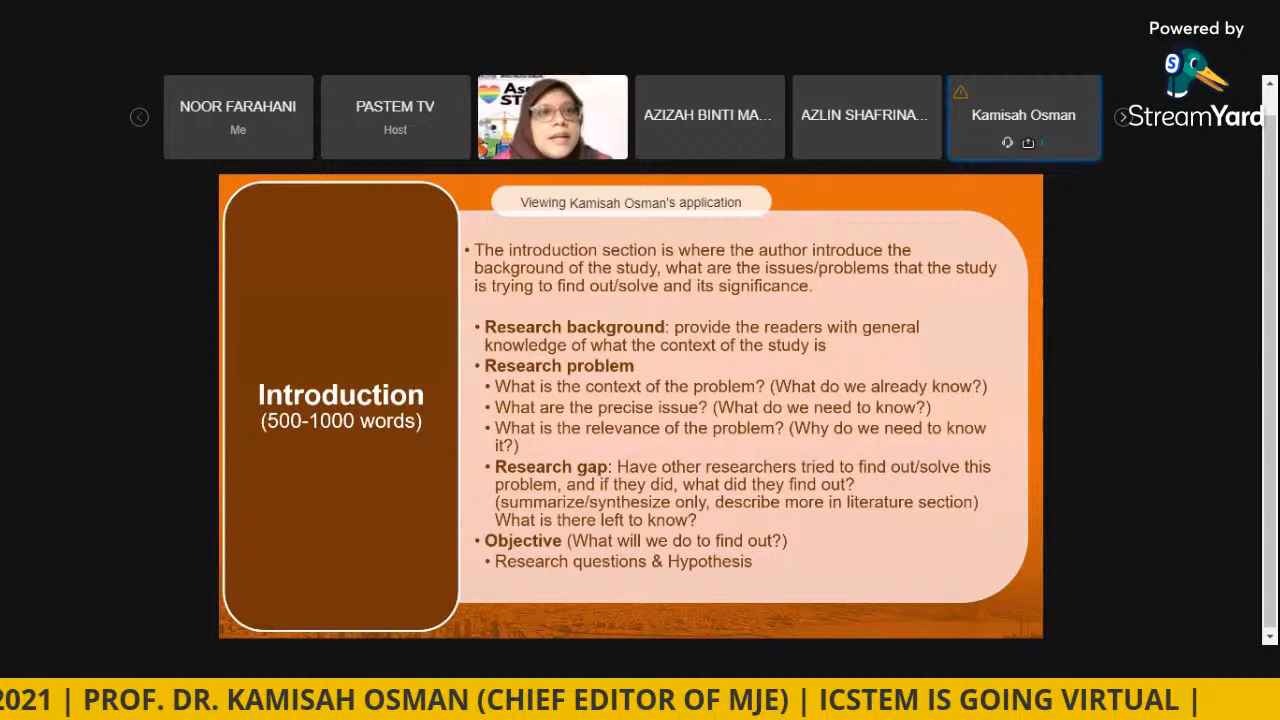 Powered by
S
StreamYard
NOOR FARAHANI
Me
PASTEM TV
Host
AZIZAH BINTI MA...
AZLIN SHAFRINA...
Kamisah Osman
Viewing Kamisah Osman's application
Introduction
(500-1000 words)
• The introduction section is where the author introduce the
background of the study, what are the issues/problems that the study
is trying to find out/solve and its significance.
• Research background: provide the readers with general
knowledge of what the context of the study is
• Research problem
• What is the context of the problem? (What do we already know?)
• What are the precise issue? (What do we need to know?)
• What is the relevance of the problem? (Why do we need to know
it?)
• Research gap: Have other researchers tried to find out/solve this
problem, and if they did, what did they find out?
(summarize/synthesize only, describe more in literature section)
What is there left to know?
• Objective (What will we do to find out?)
• Research questions & Hypothesis
2021 | PROF. DR. KAMISAH OSMAN (CHIEF EDITOR OF MJE) | ICSTEM IS GOING VIRTUAL |